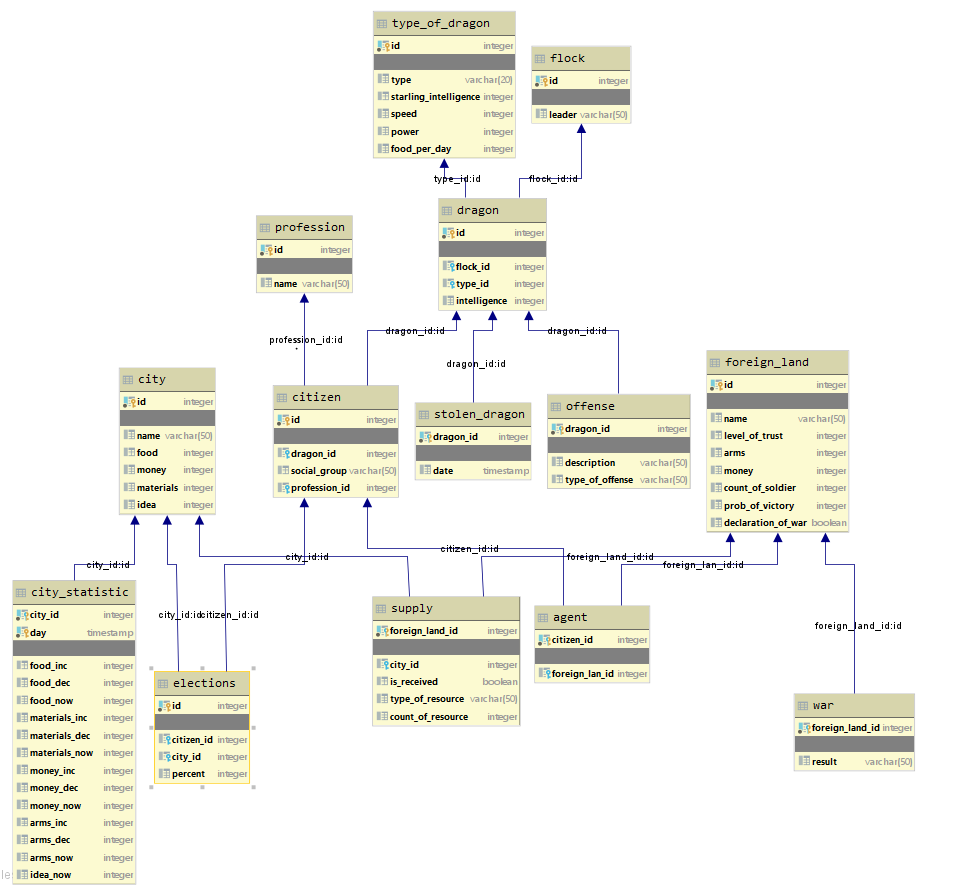 type_of_dragon
id integer
type varchar(20)
starling_intelligence integer
speed integer
power integer
food_per_day integer
flock
id integer
leader varchar(50)
type_id:id
flock_id:id
dragon
id integer
flock_id integer
type_id integer
intelligence integer
profession
id integer
name varchar(50)
profession_id:id
dragon_id:id
dragon_id:id
dragon_id:id
city
id integer
name varchar(50)
food integer
money integer
materials integer
idea integer
citizen
id integer
dragon_id integer
social_group varchar(50)
profession_id integer
stolen_dragon
dragon_id integer
date timestamp
offense
dragon_id integer
description varchar(50)
type_of_offense varchar(50)
foreign_land
id integer
name varchar(50)
level_of_trust integer
arms integer
money integer
count_of_soldier integer
prob_of_victory integer
declaration_of_war boolean
city_id:id
city_id:id
citizen_id:id
foreign_land_id:id
foreign_lan_id:id
city_id:id
citizen_id:id
foreign_land_id:id
city_statistic
city_id integer
day timestamp
food_inc integer
food_dec integer
food_now integer
materials_inc integer
materials_dec integer
materials_now integer
money_inc integer
money_dec integer
money_now integer
arms_inc integer
arms_dec integer
arms_now integer
idea_now integer
elections
id integer
citizen_id integer
city_id integer
percent integer
supply
foreign_land_id integer
city_id integer
is_received boolean
type_of_resource varchar(50)
count_of_resource integer
agent
citizen_id integer
foreign_lan_id integer
war
foreign_land_id integer
result varchar(50)